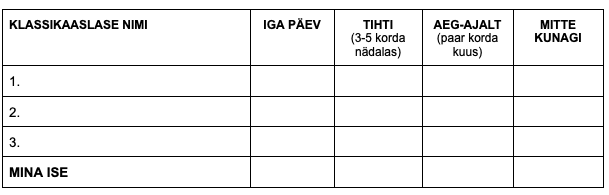 KLASSIKAASLASE NIMI
IGA PÄEV
TIHTI
(3-5 korda
nädalas)
AEG-AJALT
(paar korda
kuus)
MITTE
KUNAGI
1.
2.
3.
MINA ISE